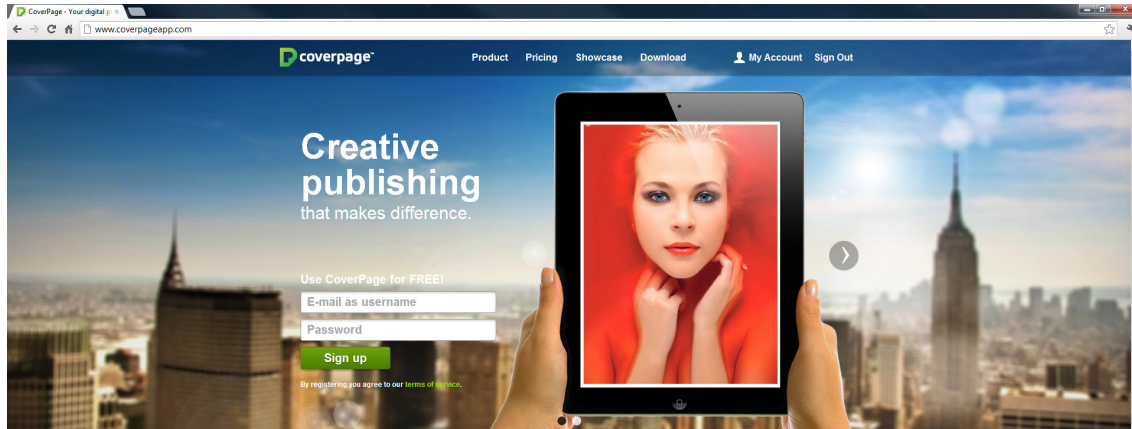 CoverPage - Your digital p
www.coverpageapp.com
coverpage™
Product Pricing Showcase Download My Account Sign Out
Creative
publishing
that makes difference.
Use CoverPage for FREE!
E-mail as username
Password
Sign up
By registering you agree to our terms of service.